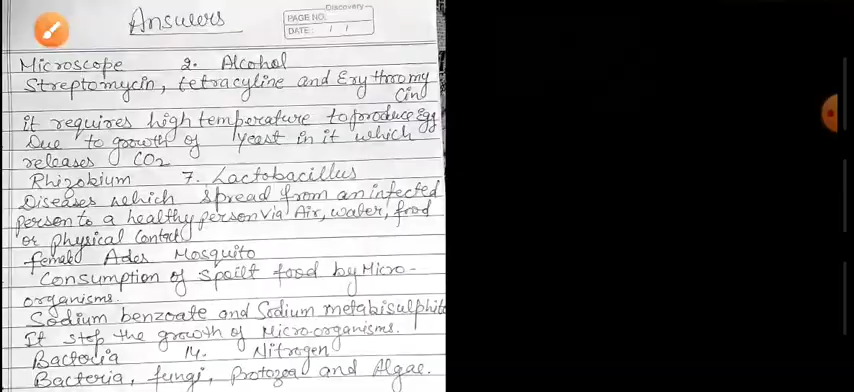 Answers
Discovery
PAGE NO.
DATE: / /
Microscope 2. Alcohol
Streptomycin, tetracyline and Erythromy
cin
it requires high temperature to produce Egg
Due to growth of Yeast in it which
releases CO2
Rhizobium 7. Lactobacillus
Diseases which spread from an infected
person to a healthy person via Air, water, food
or physical Contact
female Ades Mosquito
Consumption of spoilt food by Micro-
organisms.
Sodium benzoate and Sodium metabisulphite
It stop the growth of Micro-organisms.
Bacteria 14. Nitrogen
Bacteria, fungi, Protozoa and Algae.